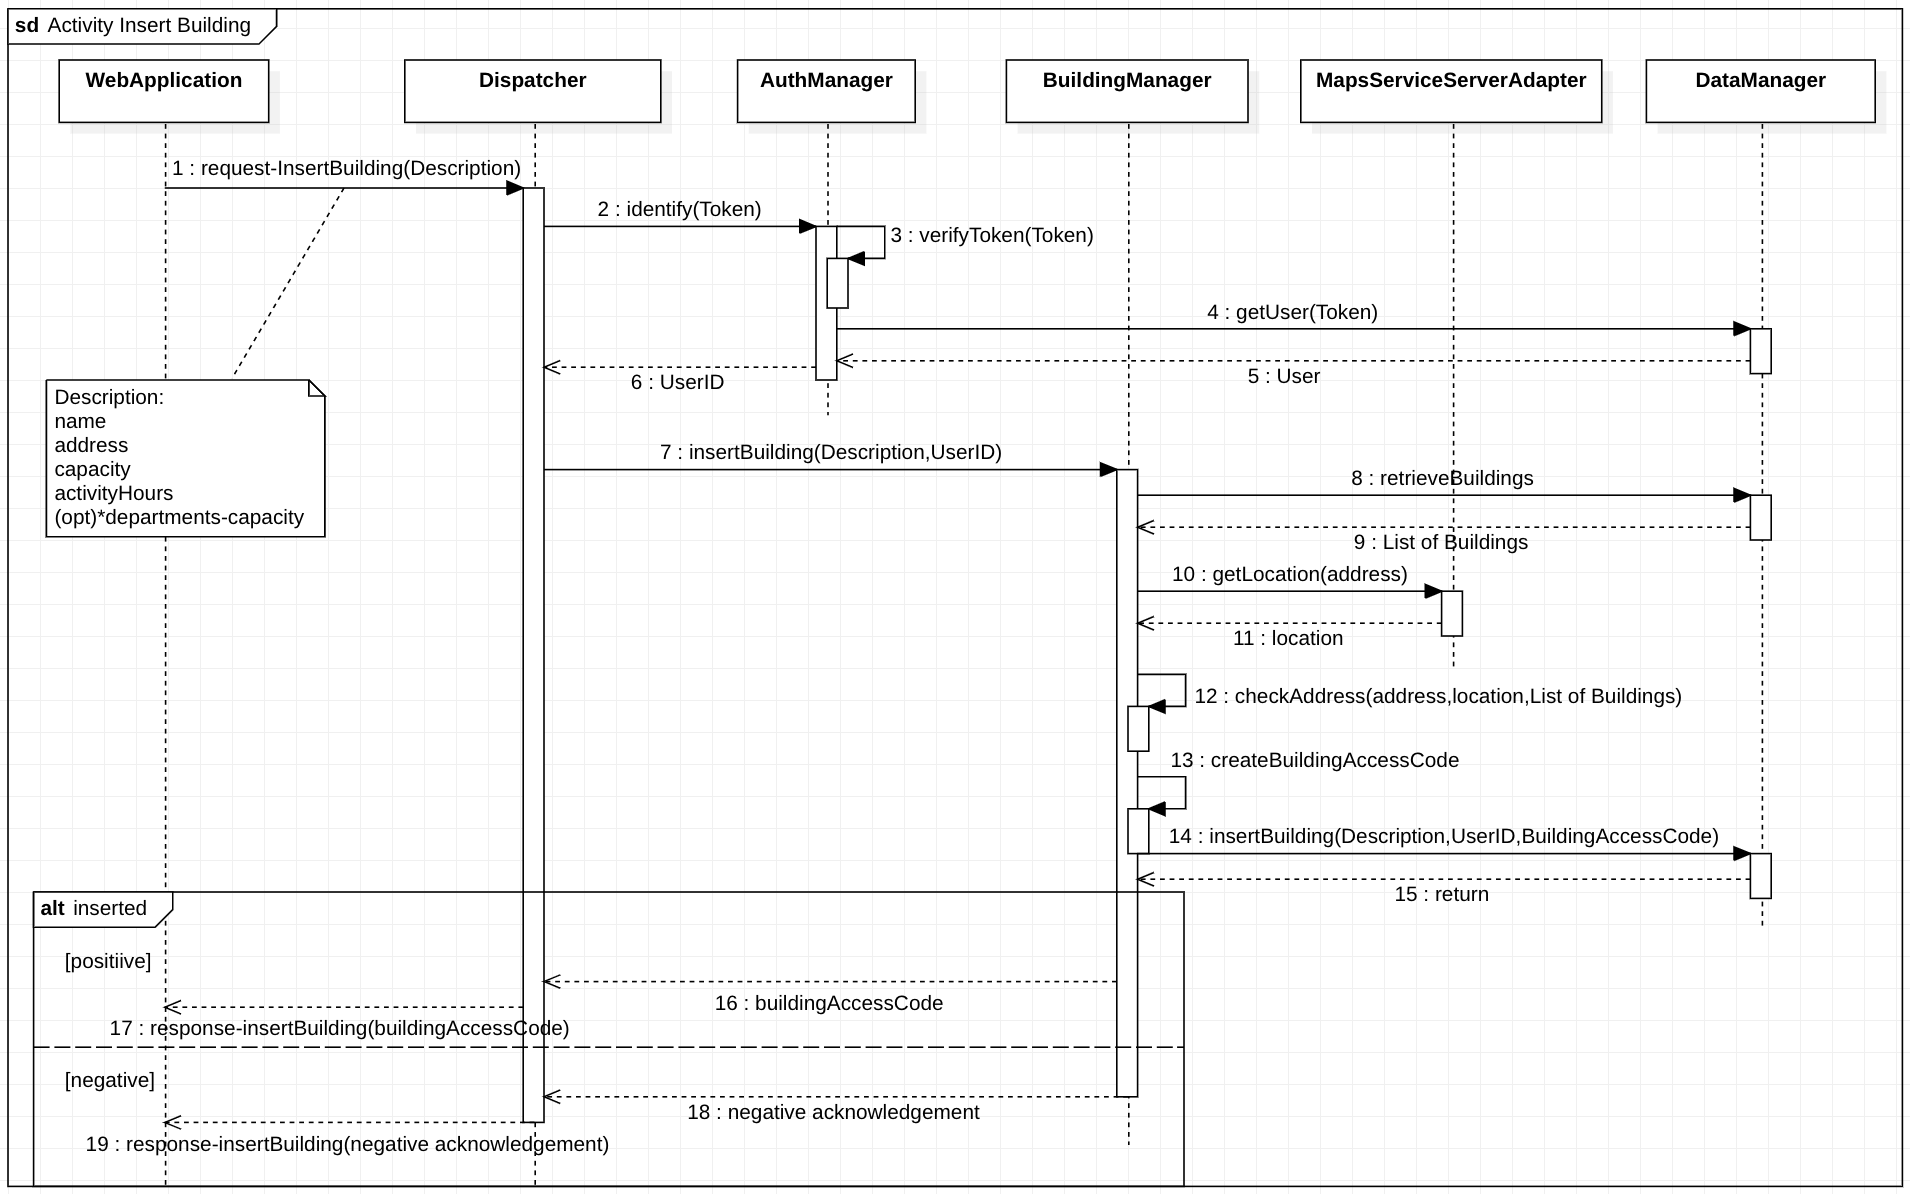 sd Activity Insert Building
WebApplication
Dispatcher
AuthManager
BuildingManager
MapsServiceServerAdapter
DataManager
1 : request-InsertBuilding(Description)
2 : identify(Token)
3 : verifyToken(Token)
4 : getUser(Token)
5 : User
6 : UserID
Description:
name
address
capacity
activityHours
(opt)*departments-capacity
7 : insertBuilding(Description,UserID)
8 : retrieveBuildings
9 : List of Buildings
10 : getLocation(address)
11 : location
12 : checkAddress(address,location,List of Buildings)
13 : createBuildingAccessCode
14 : insertBuilding(Description,UserID,BuildingAccessCode)
15 : return
alt inserted
[positiive]
16 : buildingAccessCode
17 : response-insertBuilding(buildingAccessCode)
[negative]
18 : negative acknowledgement
19 : response-insertBuilding(negative acknowledgement)